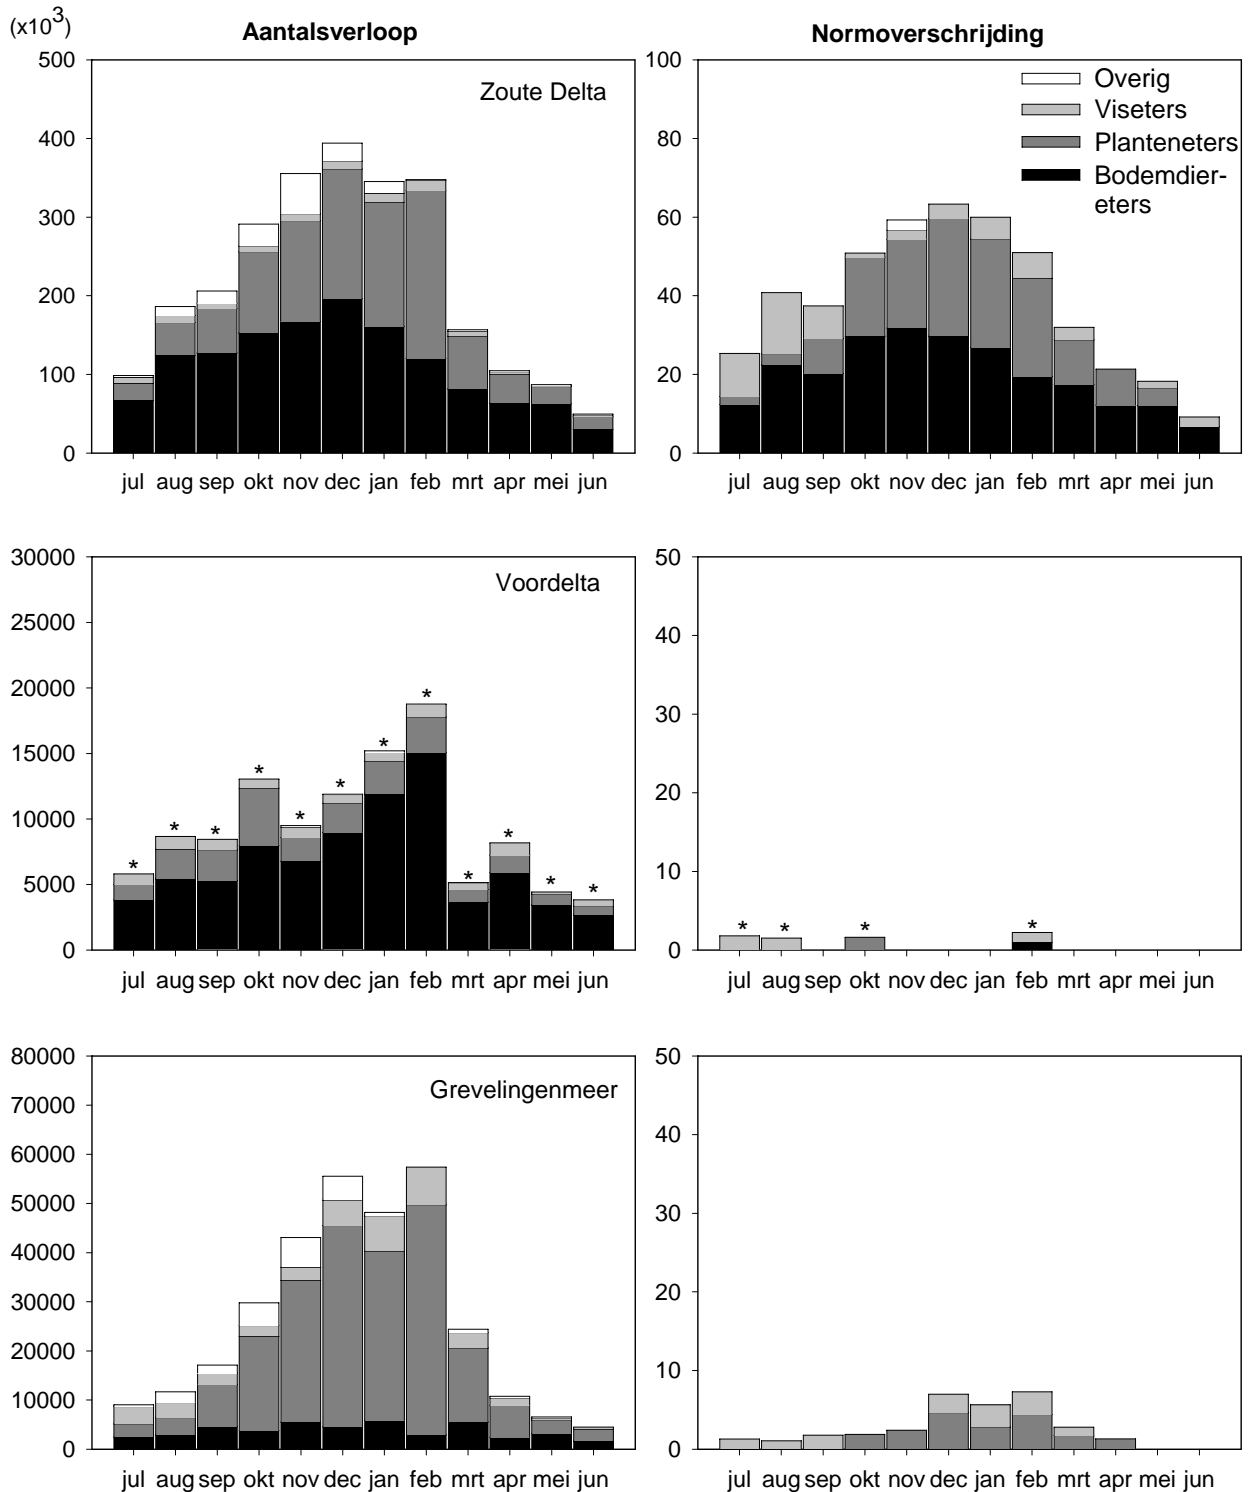 (x10³)
Aantalsverloop
Normoverschrijding
500
400
300
200
100
0
Zoute Delta
jul aug sep okt nov dec jan feb mrt apr mei jun
100
80
60
40
20
0
Overig
Viseters
Planteneters
Bodemdier-
eters
jul aug sep okt nov dec jan feb mrt apr mei jun
30000
25000
20000
15000
10000
5000
0
Voordelta
* * * * * * * * * * * *
jul aug sep okt nov dec jan feb mrt apr mei jun
50
40
30
20
10
0
* * * *
jul aug sep okt nov dec jan feb mrt apr mei jun
80000
70000
60000
50000
40000
30000
20000
10000
0
Grevelingenmeer
jul aug sep okt nov dec jan feb mrt apr mei jun
50
40
30
20
10
0
jul aug sep okt nov dec jan feb mrt apr mei jun